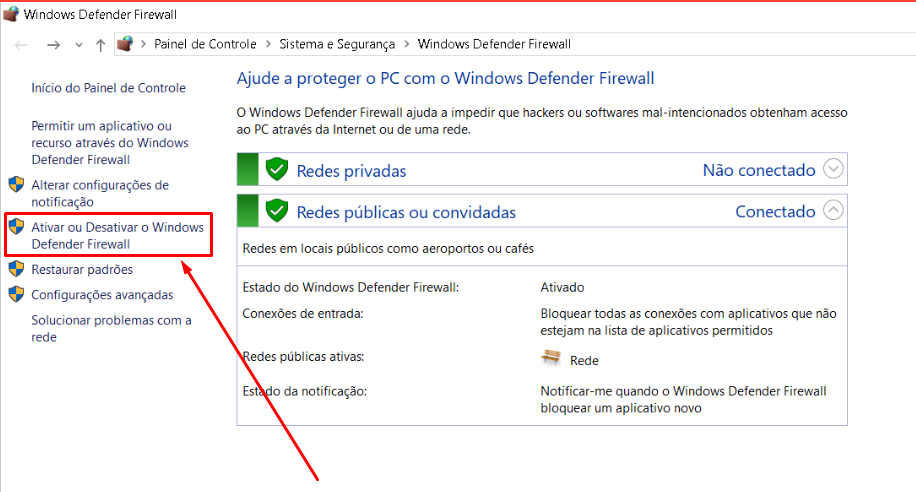 Windows Defender Firewall
Painel de Controle > Sistema e Segurança > Windows Defender Firewall
Início do Painel de Controle
Permitir um aplicativo ou
recurso através do Windows
Defender Firewall
Alterar configurações de
notificação
Ativar ou Desativar o Windows
Defender Firewall
Restaurar padrões
Configurações avançadas
Solucionar problemas com a
rede
Ajude a proteger o PC com o Windows Defender Firewall
O Windows Defender Firewall ajuda a impedir que hackers ou softwares mal-intencionados obtenham acesso
ao PC através da Internet ou de uma rede.
Redes privadas Não conectado
Redes públicas ou convidadas Conectado
Redes em locais públicos como aeroportos ou cafés
Estado do Windows Defender Firewall: Ativado
Conexões de entrada: Bloquear todas as conexões com aplicativos que não
estejam na lista de aplicativos permitidos
Redes públicas ativas: Rede
Estado da notificação: Notificar-me quando o Windows Defender Firewall
bloquear um aplicativo novo